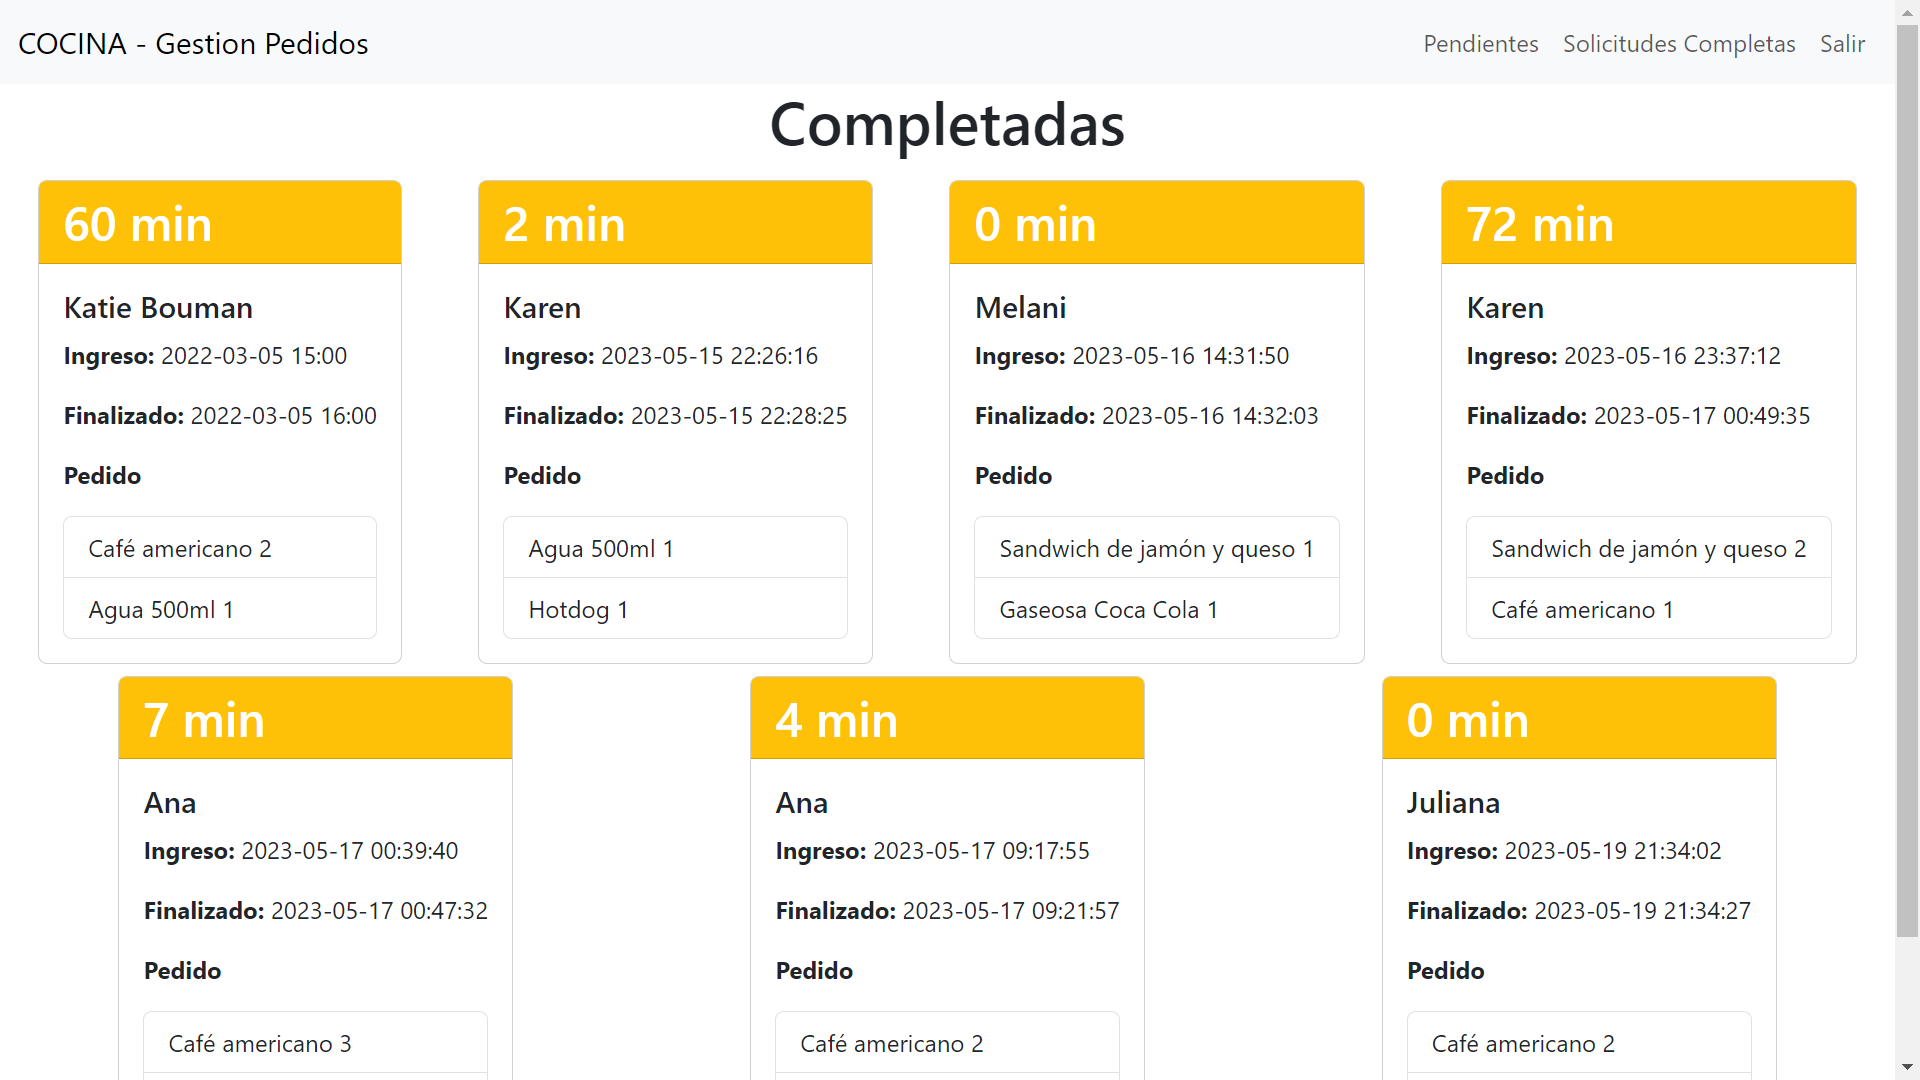 COCINA - Gestion Pedidos
Pendientes
Solicitudes Completas
Salir
Completadas
60 min
Katie Bouman
Ingreso: 2022-03-05 15:00
Finalizado: 2022-03-05 16:00
Pedido
Café americano 2
Agua 500ml 1
2 min
Karen
Ingreso: 2023-05-15 22:26:16
Finalizado: 2023-05-15 22:28:25
Pedido
Agua 500ml 1
Hotdog 1
0 min
Melani
Ingreso: 2023-05-16 14:31:50
Finalizado: 2023-05-16 14:32:03
Pedido
Sandwich de jamón y queso 1
Gaseosa Coca Cola 1
72 min
Karen
Ingreso: 2023-05-16 23:37:12
Finalizado: 2023-05-17 00:49:35
Pedido
Sandwich de jamón y queso 2
Café americano 1
7 min
Ana
Ingreso: 2023-05-17 00:39:40
Finalizado: 2023-05-17 00:47:32
Pedido
Café americano 3
4 min
Ana
Ingreso: 2023-05-17 09:17:55
Finalizado: 2023-05-17 09:21:57
Pedido
Café americano 2
0 min
Juliana
Ingreso: 2023-05-19 21:34:02
Finalizado: 2023-05-19 21:34:27
Pedido
Café americano 2